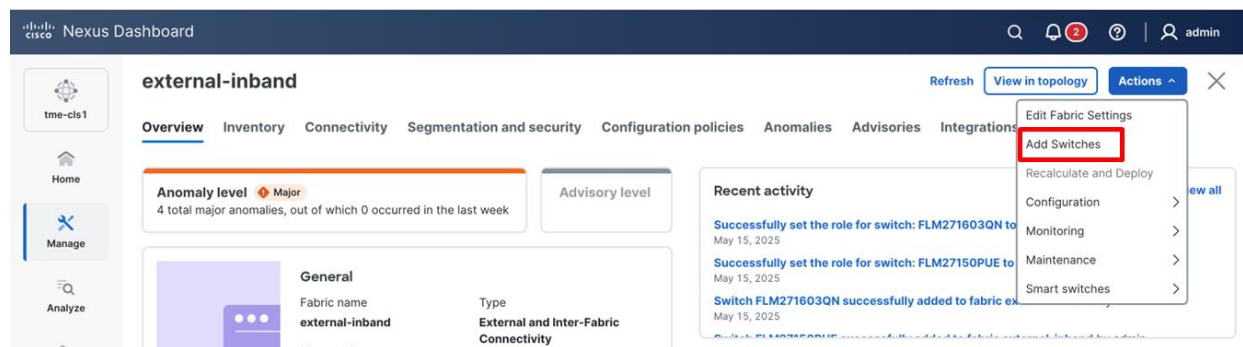 cisco Nexus Dashboard
2
admin
tme-cls1
Home
Manage
Analyze
external-inband
Refresh
View in topology
Actions
Overview Inventory Connectivity Segmentation and security Configuration policies Anomalies Advisories Integrations
Edit Fabric Settings
Add Switches
Recalculate and Deploy
Configuration
Monitoring
Maintenance
Smart switches
Anomaly level Major
4 total major anomalies, out of which 0 occurred in the last week
Advisory level
Recent activity
Successfully set the role for switch: FLM271603QN to
May 15, 2025
Successfully set the role for switch: FLM27150PUE to
May 15, 2025
Switch FLM271603QN successfully added to fabric
May 15, 2025
General
Fabric name
external-inband
Type
External and Inter-Fabric
Connectivity